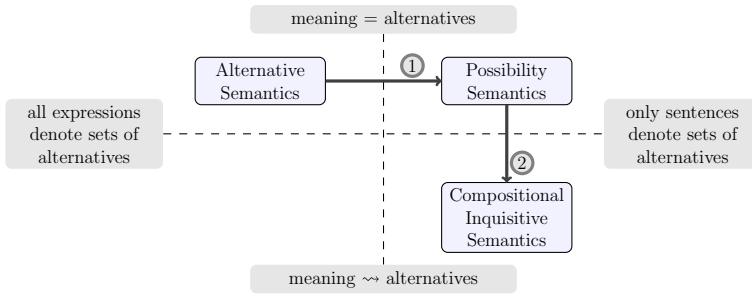 meaning = alternatives
Alternative
Semantics
1
Possibility
Semantics
all expressions
denote sets of
alternatives
only sentences
denote sets of
alternatives
2
Compositional
Inquisitive
Semantics
meaning ⇝ alternatives